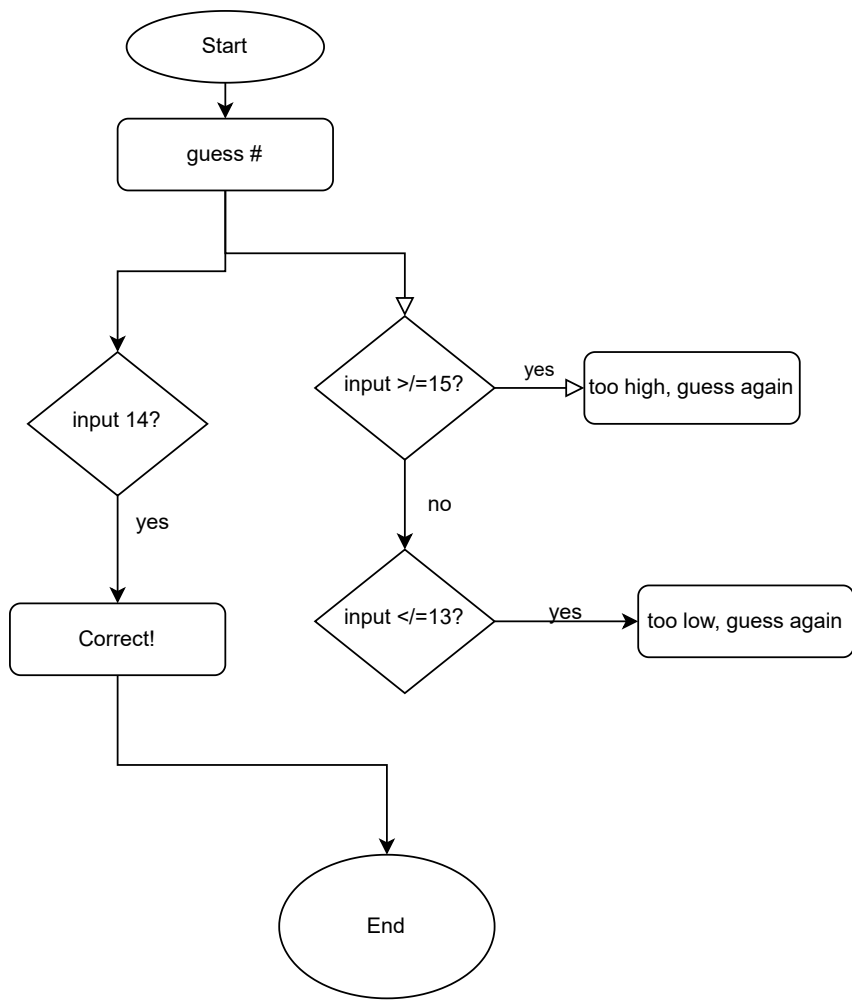 Start
guess #
input >/=15?
yes
too high, guess again
input 14?
no
yes
input </=13?
yes
too low, guess again
Correct!
End